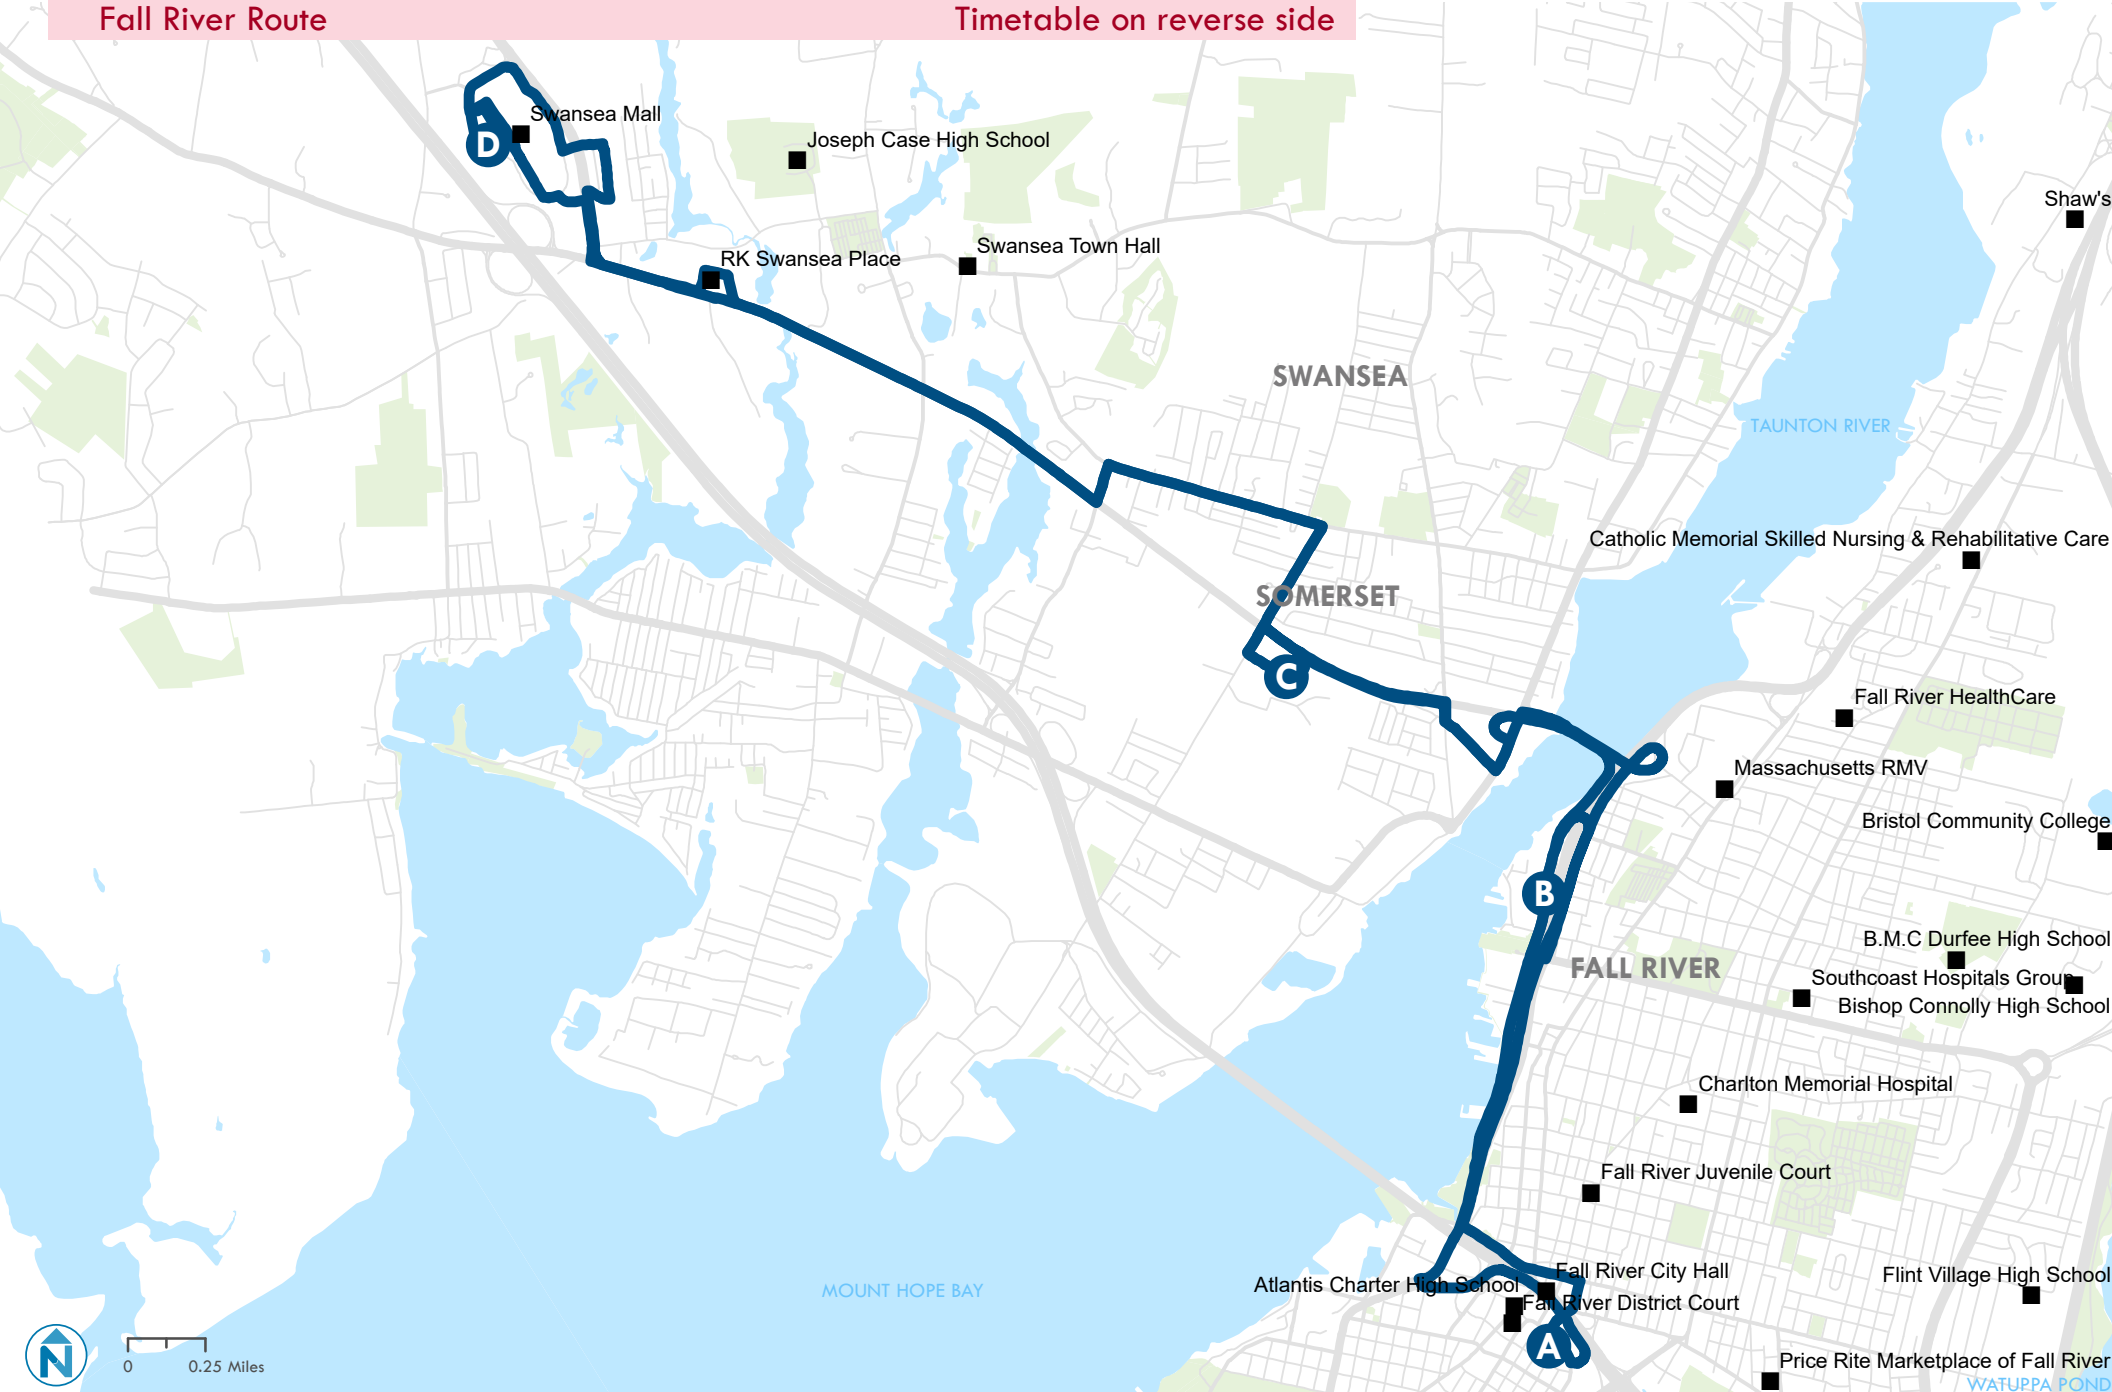 Fall River Route
Timetable on reverse side
Swansea Mall
D
Joseph Case High School
Shaw's
RK Swansea Place
Swansea Town Hall
SWANSEA
TAUNTON RIVER
Catholic Memorial Skilled Nursing & Rehabilitative Care
SOMERSET
C
Fall River HealthCare
Massachusetts RMV
Bristol Community College
B
B.M.C Durfee High School
FALL RIVER
Southcoast Hospitals Group
Bishop Connolly High School
Charlton Memorial Hospital
Fall River Juvenile Court
MOUNT HOPE BAY
Atlantis Charter High School
Fall River City Hall
Flint Village High School
Fall River District Court
A
N
0 0.25 Miles
Price Rite Marketplace of Fall River
WATUPPA POND